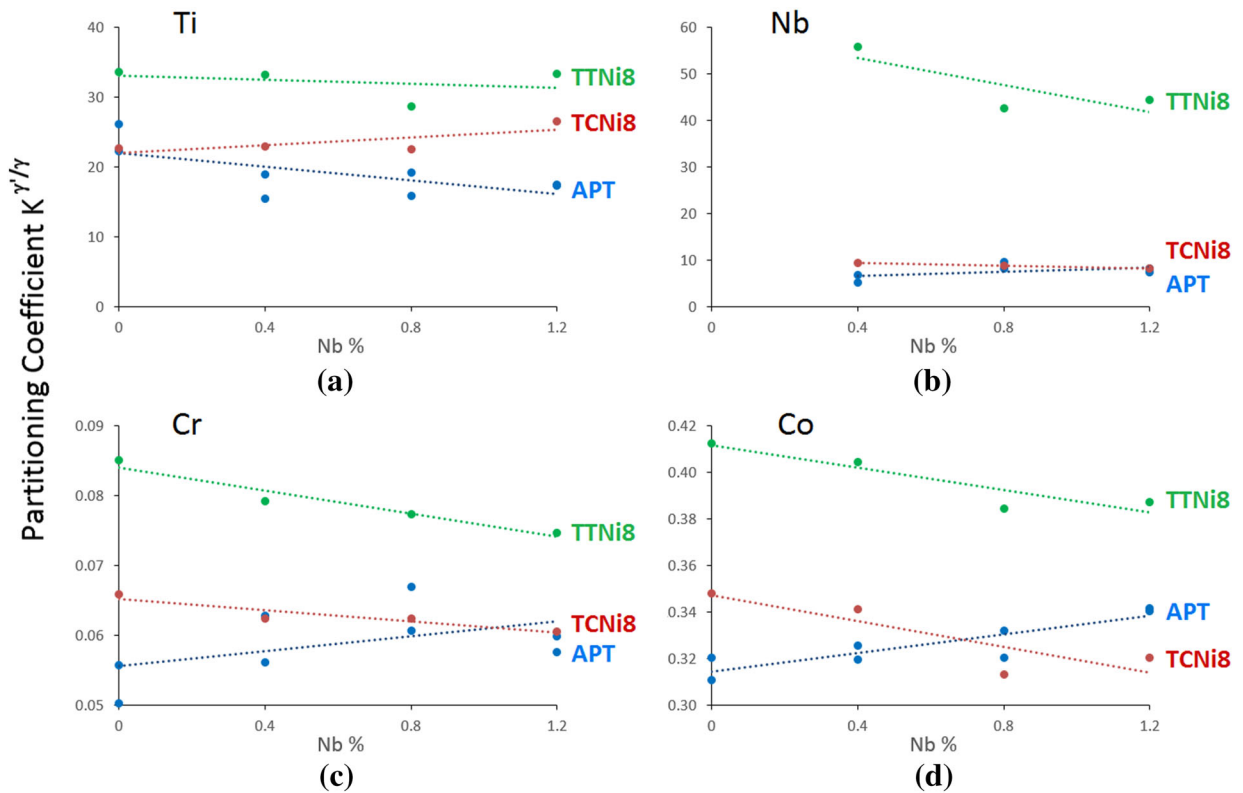 Partitioning Coefficient K^γ'/γ
Ti
40
30
20
10
0
0 0.4 0.8 1.2
Nb %
TTNi8
TCNi8
APT
(a)
Nb
60
50
40
30
20
10
0
0 0.4 0.8 1.2
Nb %
TTNi8
TCNi8
APT
(b)
Cr
0.09
0.08
0.07
0.06
0.05
0 0.4 0.8 1.2
Nb %
TTNi8
TCNi8
APT
(c)
Co
0.42
0.40
0.38
0.36
0.34
0.32
0.30
0 0.4 0.8 1.2
Nb %
TTNi8
APT
TCNi8
(d)